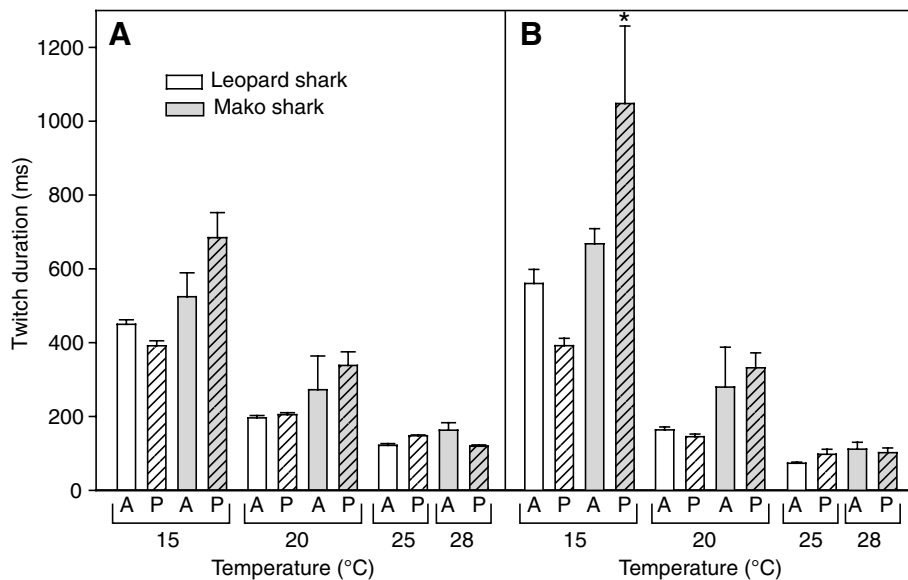 A B
*
Leopard shark
Mako shark
Twitch duration (ms)
1200
1000
800
600
400
200
0
A P A P A P A P A P A P A P A P A P A P A P A P
15 20 25 28 15 20 25 28
Temperature (°C) Temperature (°C)